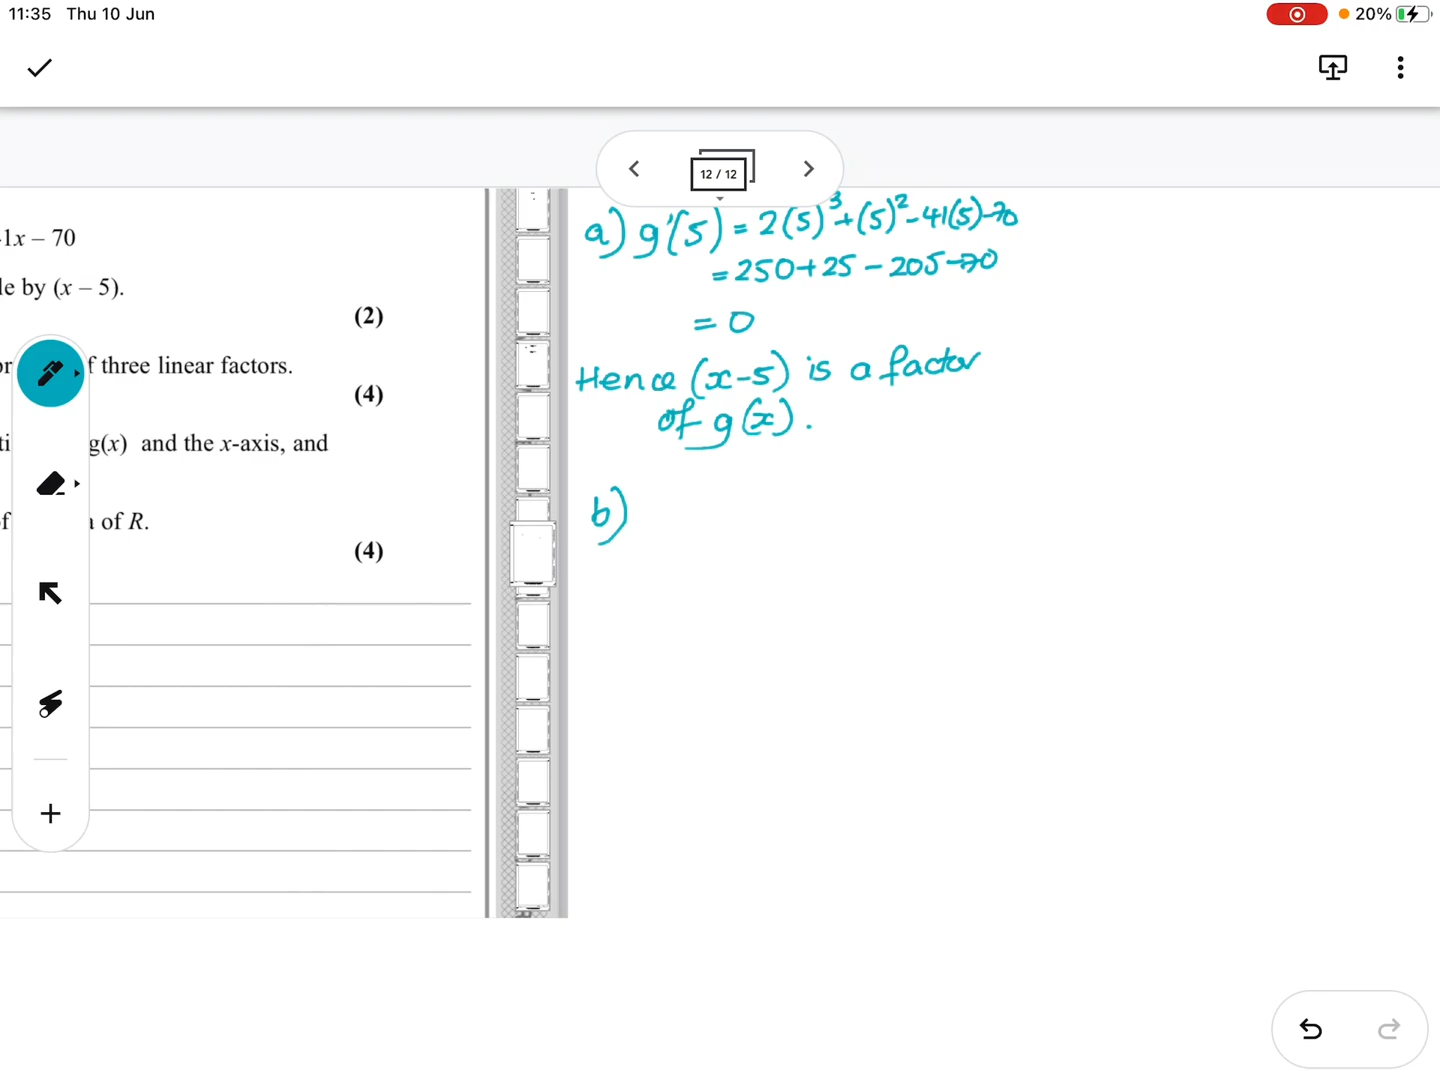 11:35 Thu 10 Jun
20%
12 / 12
1x – 70
le by (x – 5).
(2)
f three linear factors.
(4)
g(x) and the x-axis, and
of R.
(4)
a) g'(5) = 2(5)³+(5)²-41(5)-70
= 250+25-205-70
= 0
Hence (x-5) is a factor
of g(x).
b)